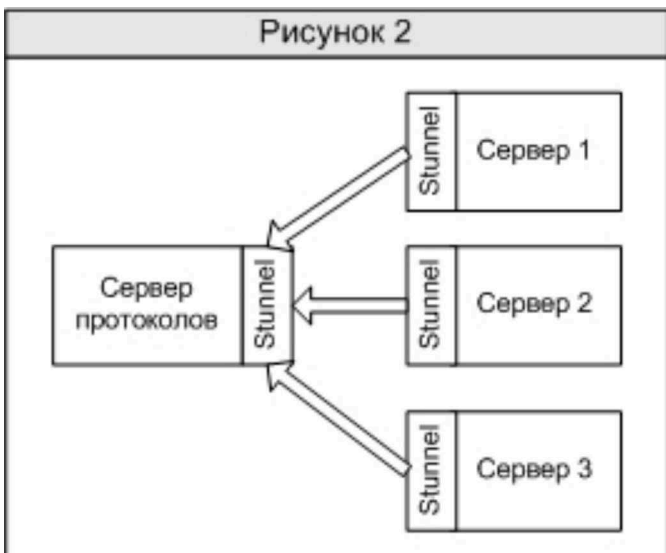 Рисунок 2
Stunnel
Сервер 1
Сервер
протоколов
Stunnel
Stunnel
Сервер 2
Stunnel
Сервер 3